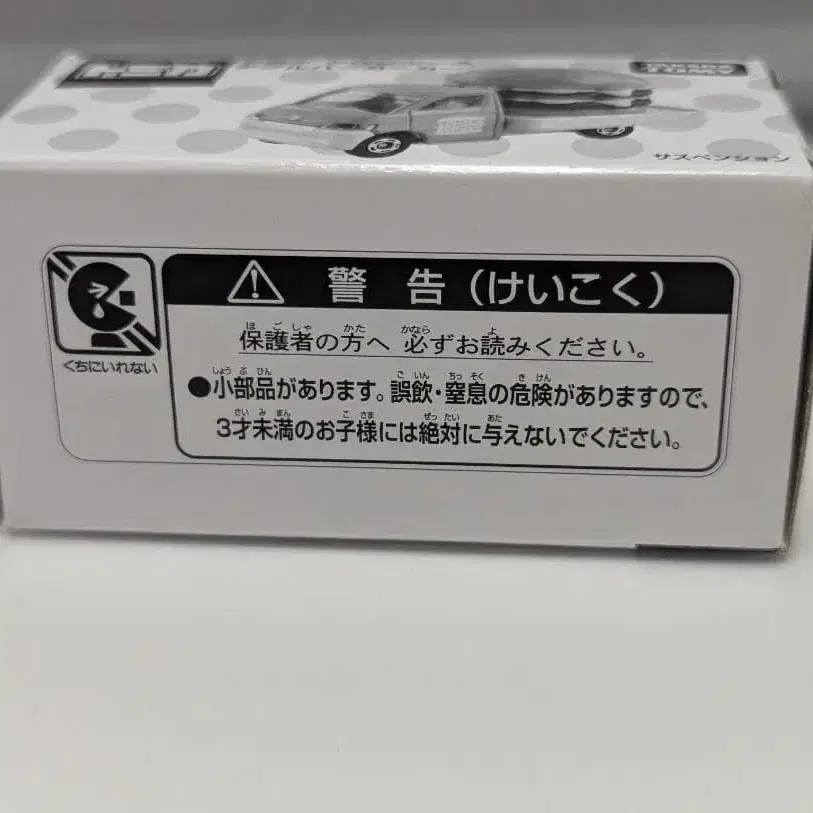 トミカ
TAKARA TOMY
サスペンション
警告(けいこく)
くちにいれない
保護者の方へ 必ずお読みください。
●小部品があります。誤飲・窒息の危険がありますので、
3才未満のお子様には絶対に与えないでください。